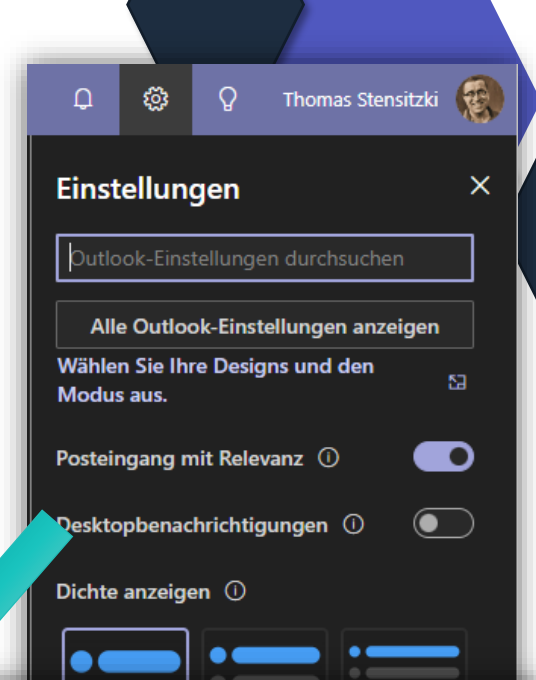 Thomas Stensitzki
Einstellungen
Outlook-Einstellungen durchsuchen
Alle Outlook-Einstellungen anzeigen
Wählen Sie Ihre Designs und den
Modus aus.
Posteingang mit Relevanz
Desktopbenachrichtigungen
Dichte anzeigen